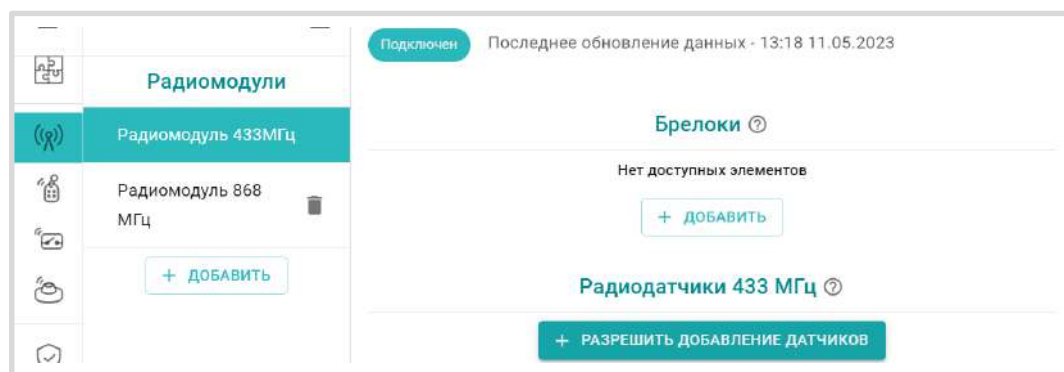 Подключен
Последнее обновление данных - 13:18 11.05.2023
Радиомодули
Радиомодуль 433МГц
Радиомодуль 868
МГц
+ ДОБАВИТЬ
Брелоки
Нет доступных элементов
+ ДОБАВИТЬ
Радиодатчики 433 МГц
+ РАЗРЕШИТЬ ДОБАВЛЕНИЕ ДАТЧИКОВ